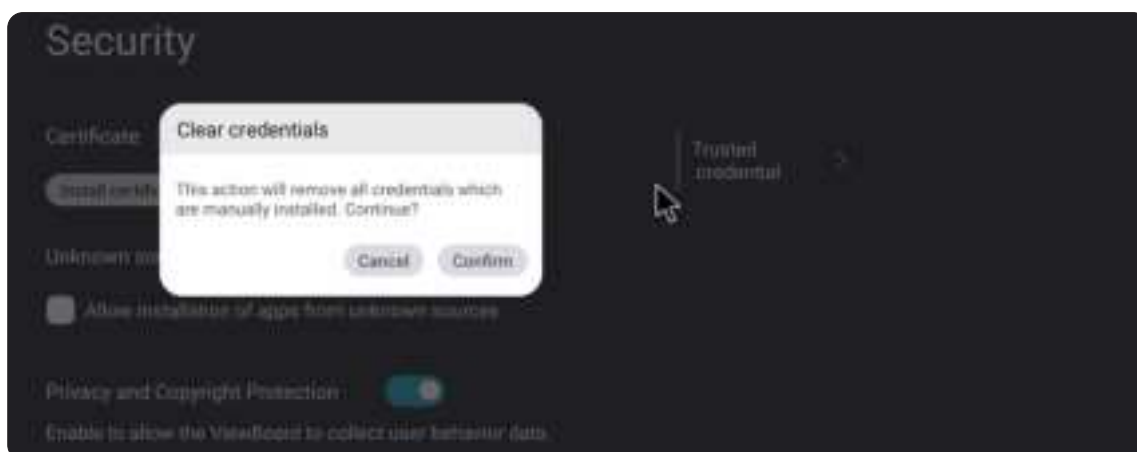 Security
Certificate
Clear credentials
This action will remove all credentials which
are manually installed. Continue?
Cancel
Confirm
Install
Trusted
credential
Unknown
Allow installation of apps from unknown sources
Privacy and Copyright Protection
Enable to allow the ViewBoard to collect user behavior data.